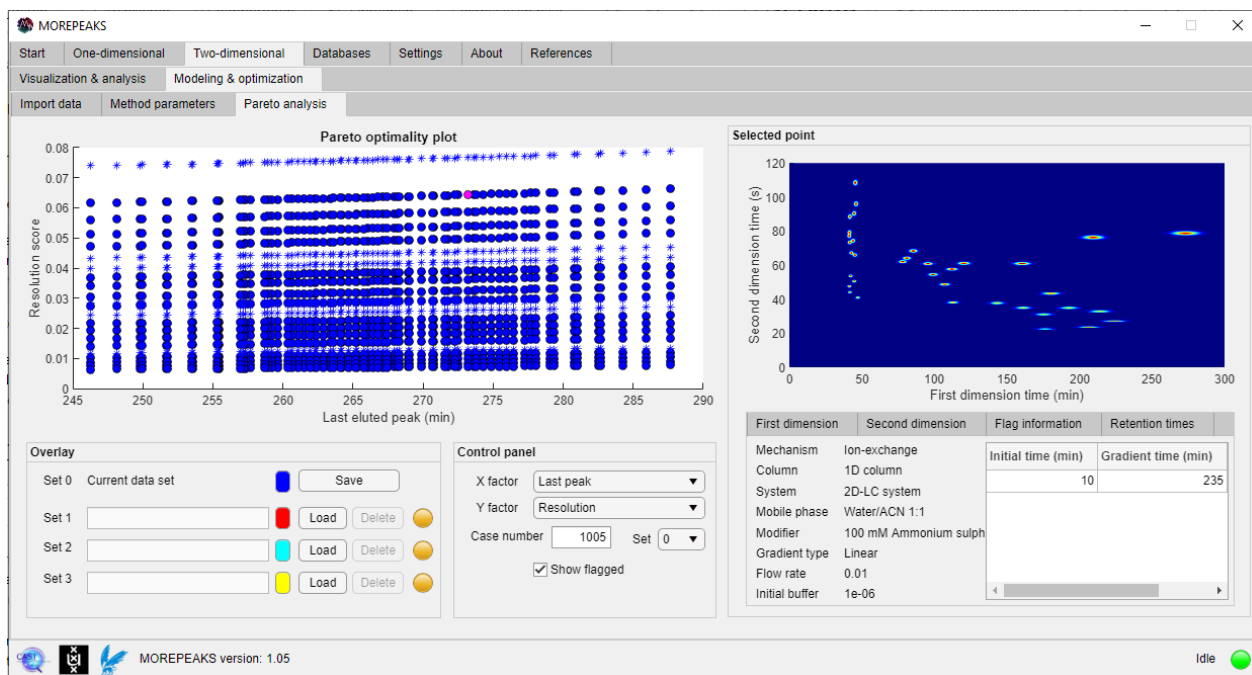 MOREPEAKS
Start One-dimensional Two-dimensional Databases Settings About References
Visualization & analysis Modeling & optimization
Import data Method parameters Pareto analysis
Pareto optimality plot
0.08
0.07
0.06
0.05
0.04
0.03
0.02
0.01
0
Resolution score
245 250 255 260 265 270 275 280 285 290
Last eluted peak (min)
Selected point
120
100
80
60
40
20
0
Second dimension time (s)
0 50 100 150 200 250 300
First dimension time (min)
Overlay
Set 0 Current data set Save
Set 1 Load Delete
Set 2 Load Delete
Set 3 Load Delete
Control panel
X factor Last peak
Y factor Resolution
Case number 1005 Set 0
Show flagged
First dimension Second dimension Flag information Retention times
Mechanism Ion-exchange
Column 1D column
System 2D-LC system
Mobile phase Water/ACN 1:1
Modifier 100 mM Ammonium sulph
Gradient type Linear
Flow rate 0.01
Initial buffer 1e-06
Initial time (min) Gradient time (min)
10 235
CAST
MOREPEAKS version: 1.05
Idle